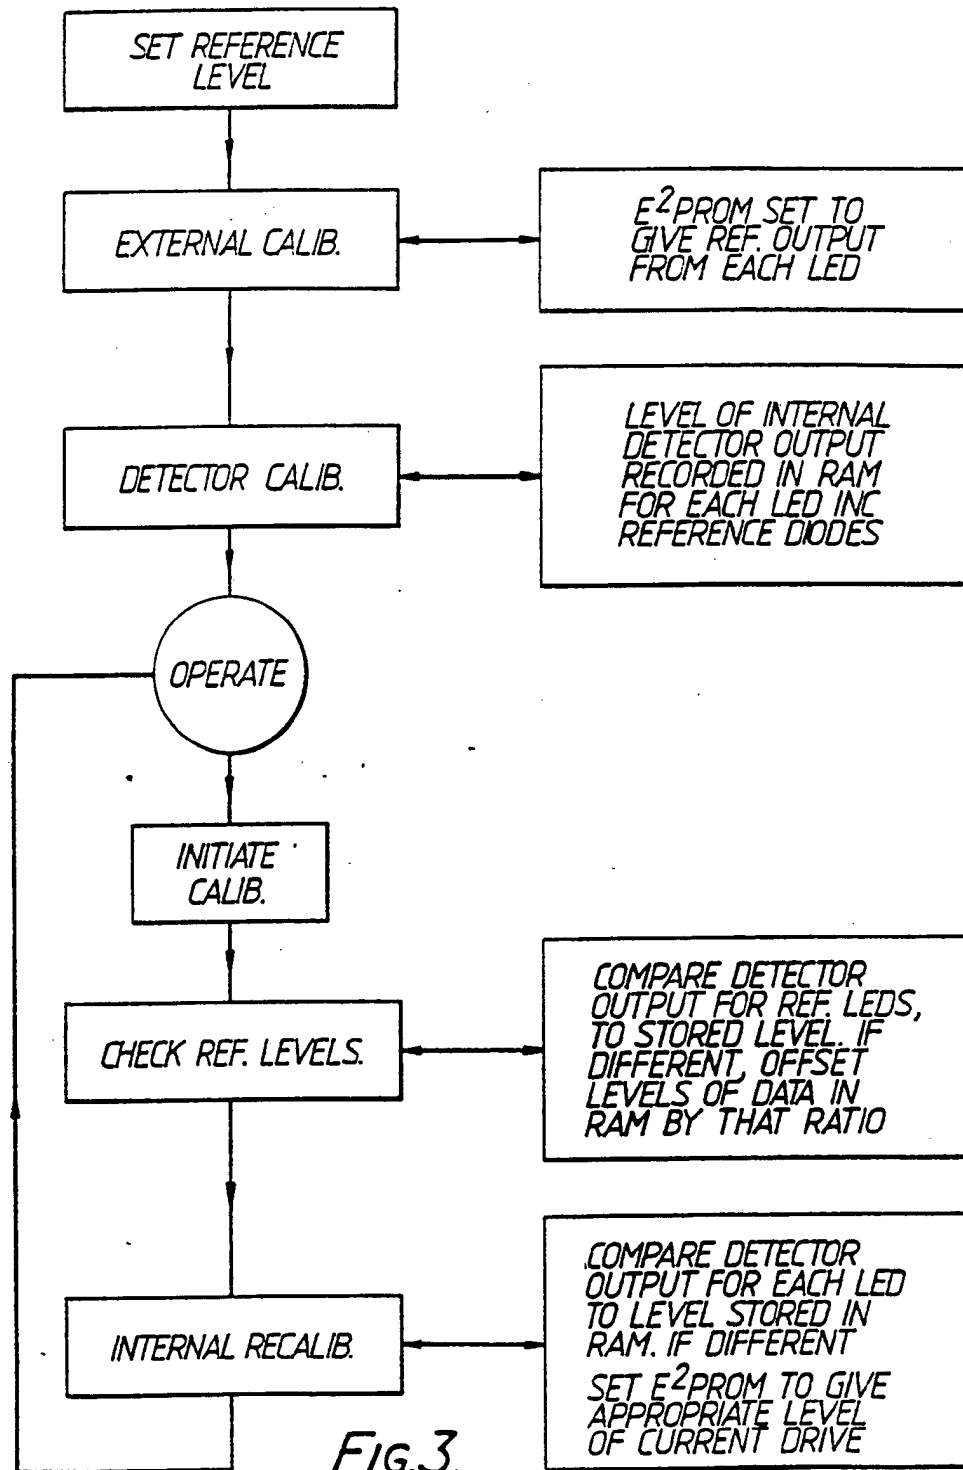 SET REFERENCE
LEVEL
EXTERNAL CALIB.
E²PROM SET TO
GIVE REF. OUTPUT
FROM EACH LED
DETECTOR CALIB.
LEVEL OF INTERNAL
DETECTOR OUTPUT
RECORDED IN RAM
FOR EACH LED INC
REFERENCE DIODES
OPERATE
INITIATE
CALIB.
CHECK REF. LEVELS.
COMPARE DETECTOR
OUTPUT FOR REF. LEDS,
TO STORED LEVEL. IF
DIFFERENT, OFFSET
LEVELS OF DATA IN
RAM BY THAT RATIO
INTERNAL RECALIB.
COMPARE DETECTOR
OUTPUT FOR EACH LED
TO LEVEL STORED IN
RAM. IF DIFFERENT
SET E²PROM TO GIVE
APPROPRIATE LEVEL
OF CURRENT DRIVE
FIG.3.